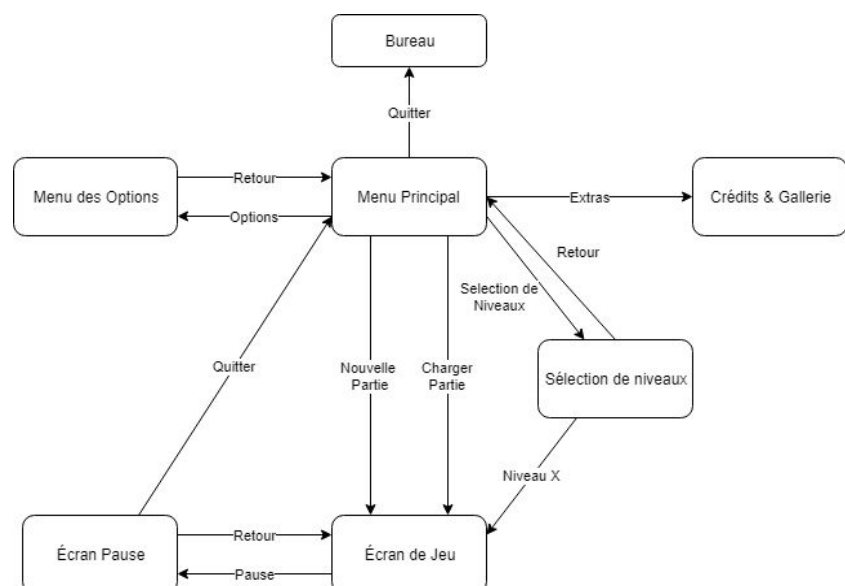 Bureau
Quitter
Menu des Options
Retour
Options
Menu Principal
Extras
Crédits & Gallerie
Retour
Selection de
Niveaux
Quitter
Nouvelle
Partie
Charger
Partie
Sélection de niveaux
Niveau X
Écran Pause
Retour
Pause
Écran de Jeu